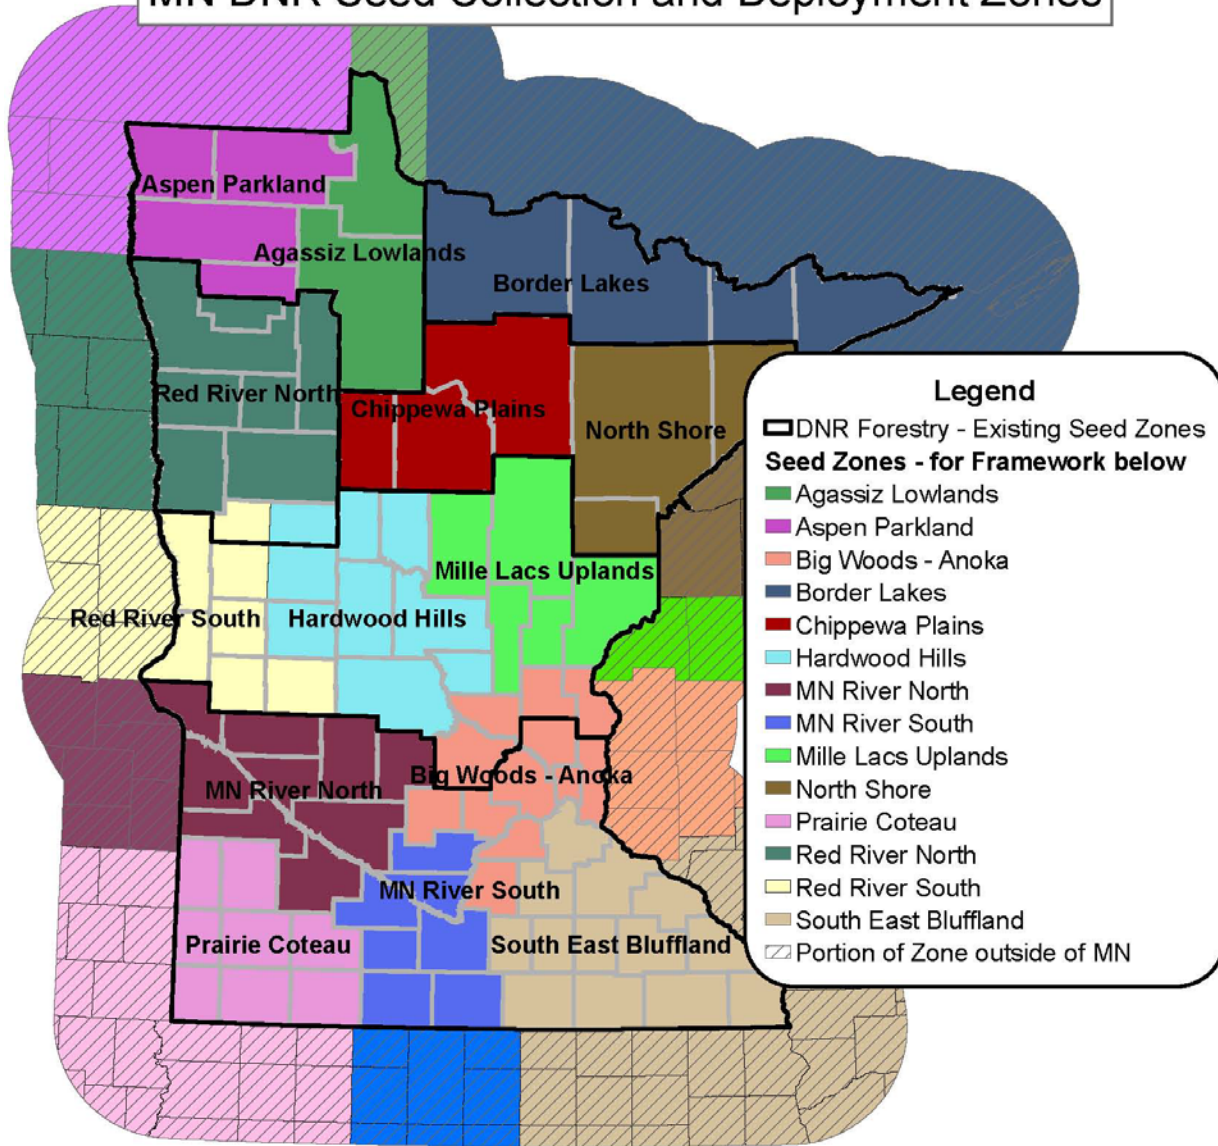 MN DNR Seed Collection and Deployment Zones
Aspen Parkland
Agassiz Lowlands
Border Lakes
Red River North
Chippewa Plains
North Shore
Mille Lacs Uplands
Red River South
Hardwood Hills
Big Woods - Anoka
MN River North
MN River South
Prairie Coteau
South East Bluffland
Legend
DNR Forestry - Existing Seed Zones
Seed Zones - for Framework below
Agassiz Lowlands
Aspen Parkland
Big Woods - Anoka
Border Lakes
Chippewa Plains
Hardwood Hills
MN River North
MN River South
Mille Lacs Uplands
North Shore
Prairie Coteau
Red River North
Red River South
South East Bluffland
Portion of Zone outside of MN